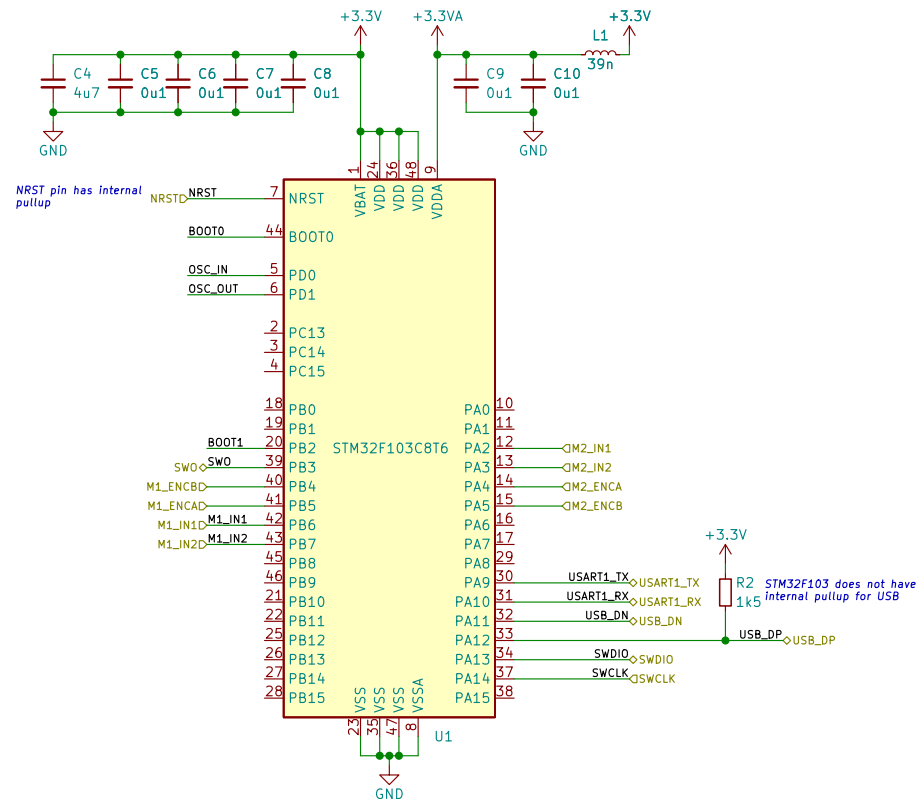 +3.3V
+3.3VA
+3.3V
L1
39n
C4
4u7
C5
0u1
C6
0u1
C7
0u1
C8
0u1
C9
0u1
C10
0u1
GND
GND
1
24
36
48
9
VBAT
VDD
VDD
VDD
VDDA
NRST pin has internal
pullup
NRST NRST 7 NRST
BOOT0 44 BOOT0
OSC_IN 5 PD0
OSC_OUT 6 PD1
2 PC13
3 PC14
4 PC15
18 PB0 PA0 10
19 PB1 PA1 11
BOOT1 20 PB2 STM32F103C8T6 PA2 12 M2_IN1
SWO SWO 39 PB3 PA3 13 M2_IN2
M1_ENCB 40 PB4 PA4 14 M2_ENCA
M1_ENCA 41 PB5 PA5 15 M2_ENCB
M1_IN1 M1_IN1 42 PB6 PA6 16
M1_IN2 M1_IN2 43 PB7 PA7 17
45 PB8 PA8 29
46 PB9 PA9 30 USART1_TX USART1_TX
21 PB10 PA10 31 USART1_RX USART1_RX
22 PB11 PA11 32 USB_DN USB_DN
25 PB12 PA12 33 USB_DP USB_DP
26 PB13 PA13 34 SWDIO SWDIO
27 PB14 PA14 37 SWCLK SWCLK
28 PB15 PA15 38
+3.3V
R2
1k5
STM32F103 does not have
internal pullup for USB
VSS
VSS
VSS
VSSA
23
35
47
8
U1
GND